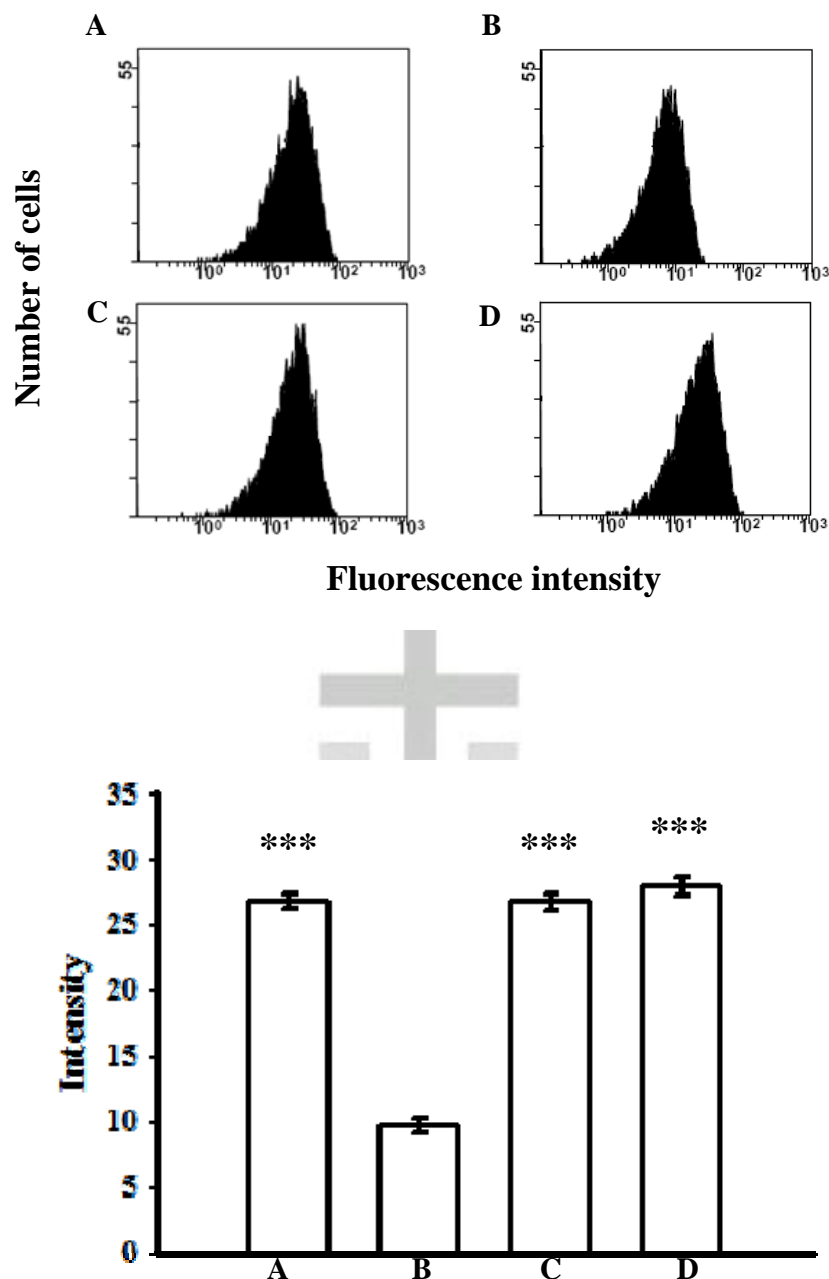 A
B
55
55
10⁰ 10¹ 10² 10³
10⁰ 10¹ 10² 10³
C
D
55
55
10⁰ 10¹ 10² 10³
10⁰ 10¹ 10² 10³
Number of cells
Fluorescence intensity
35
30
25
20
15
10
5
0
Intensity
***
***
***
A B C D